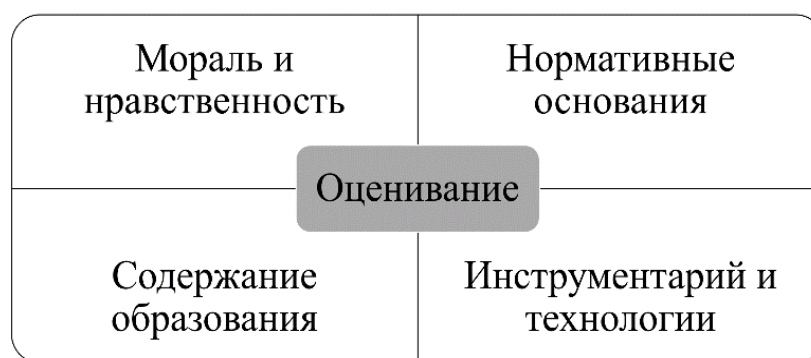 Мораль и
нравственность
Нормативные
основания
Оценивание
Содержание
образования
Инструментарий и
технологии